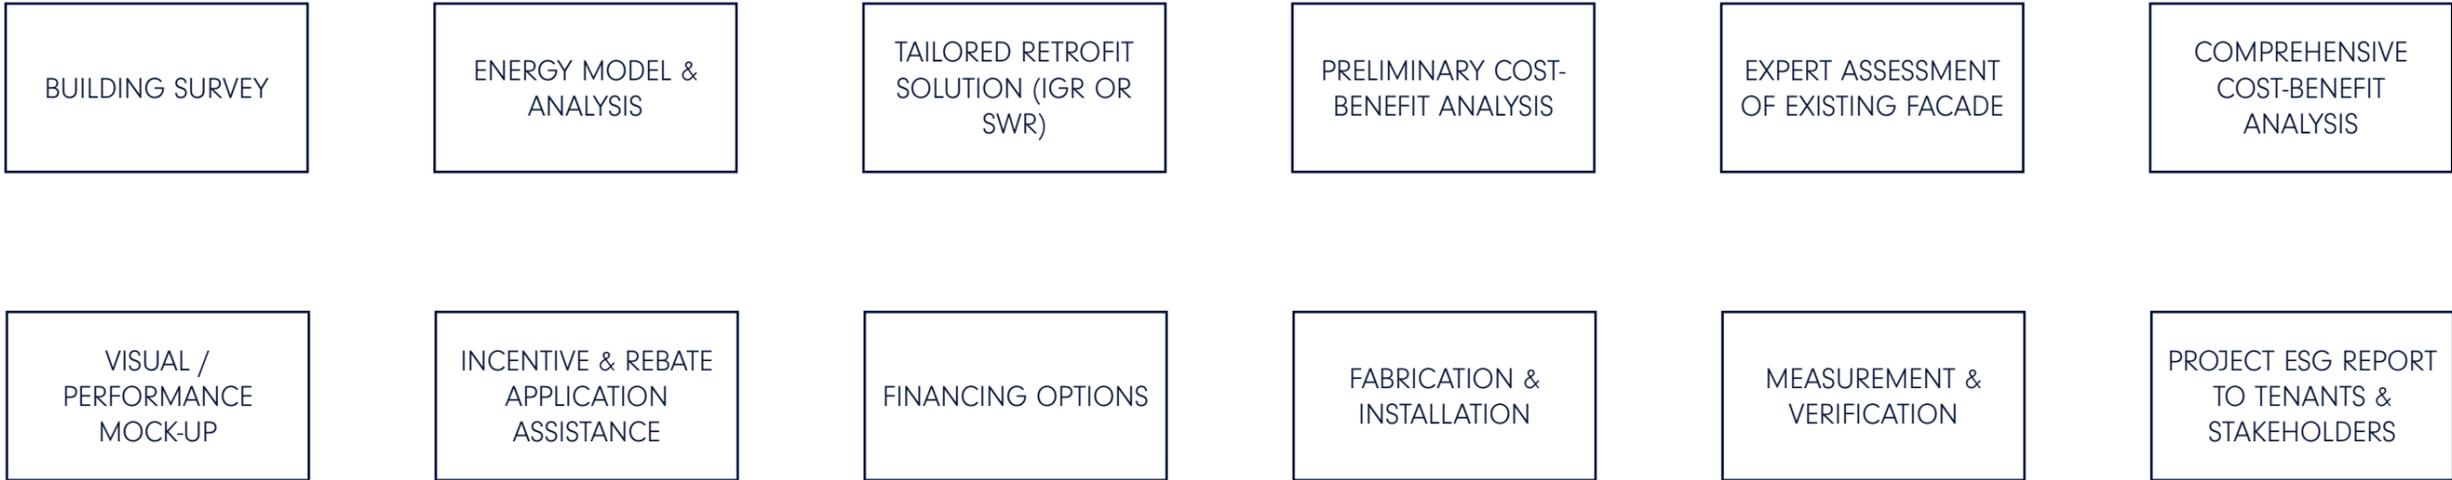 BUILDING SURVEY
ENERGY MODEL &
ANALYSIS
TAILORED RETROFIT
SOLUTION (IGR OR
SWR)
PRELIMINARY COST-
BENEFIT ANALYSIS
EXPERT ASSESSMENT
OF EXISTING FACADE
COMPREHENSIVE
COST-BENEFIT
ANALYSIS
VISUAL /
PERFORMANCE
MOCK-UP
INCENTIVE & REBATE
APPLICATION
ASSISTANCE
FINANCING OPTIONS
FABRICATION &
INSTALLATION
MEASUREMENT &
VERIFICATION
PROJECT ESG REPORT
TO TENANTS &
STAKEHOLDERS